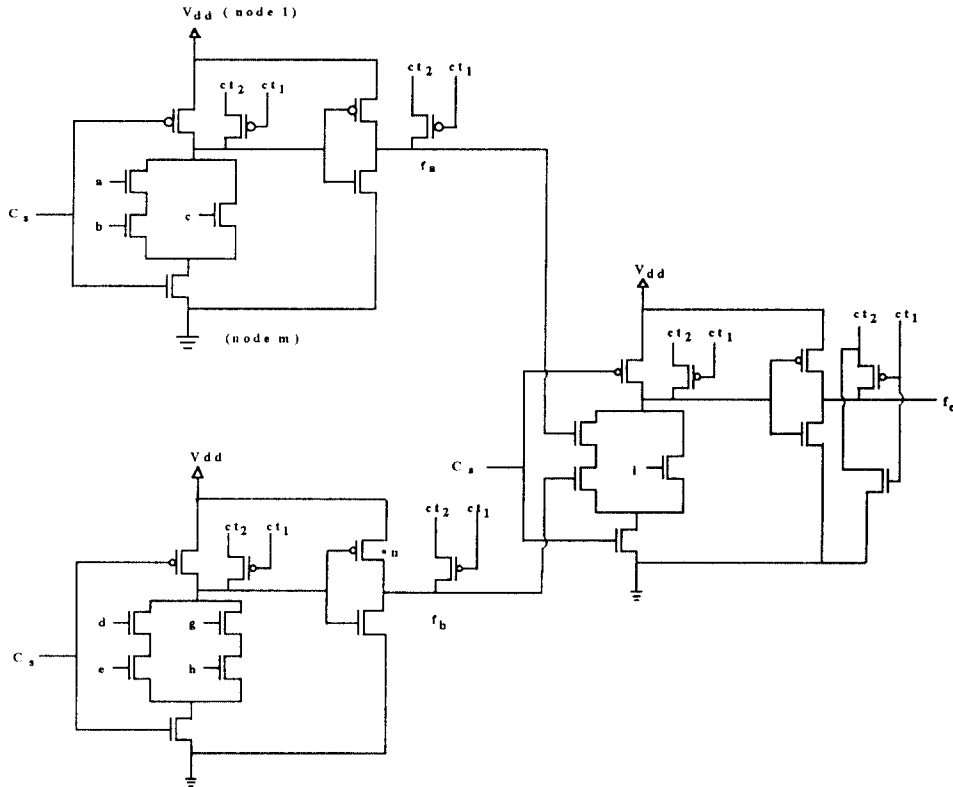 Vdd (node 1)
ct2 ct1
ct2 ct1
fa
a
b
c
Cs
(node m)
Vdd
ct2 ct1
ct2 ct1
fc
Cs
i
Vdd
ct2 ct1
ct2 ct1
*n
fb
d
g
e
h
Cs